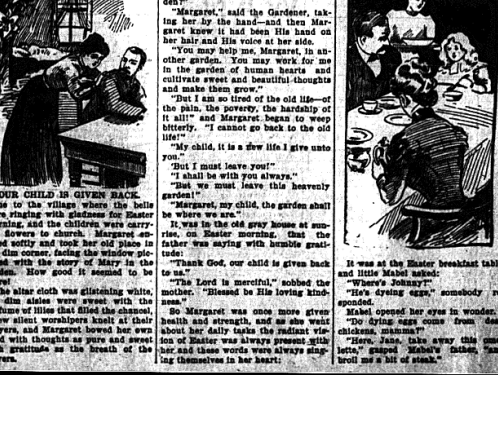 OUR CHILD IS GIVEN BACK.
to the village where the bells
ringing with gladness for Easter
and the children were carry-
flowers to church. Margaret en-
softly and took her old place in
dim corner, facing the window pic-
with the story of Mary in the
How good it seemed to be
altar cloth was glistening white,
dim aisles were sweet with the
of lilies that filled the chancel,
silent worshipers knelt at their
and Margaret bowed her own
with thoughts as pure and sweet
gratitude as the breath of the
den?"
"Margaret," said the Gardener, tak-
ing her by the hand—and then Mar-
garet knew it had been His hand on
her hair and His voice at her side.
"You may help me, Margaret, in an-
other garden. You may work for me
in the garden of human hearts and
cultivate sweet and beautiful thoughts
and make them grow."
"But I am so tired of the old life—of
the pain, the poverty, the hardship of
it all!" and Margaret began to weep
bitterly. "I cannot go back to the old
life!"
"My child, it is a new life I give unto
you."
"But I must leave you!"
"I shall be with you always."
"But we must leave this heavenly
garden!"
"Margaret, my child, the garden shall
be where we are."
It was in the old gray house at sun-
rise, on Easter morning, that the
father was saying with humble grati-
tude:
"Thank God, our child is given back
to us."
"The Lord is merciful," sobbed the
mother. "Blessed be His loving kind-
ness."
So Margaret was once more given
health and strength, and as she went
about her daily tasks the radiant vis-
ion of Easter was always present with
her and these words were always sing-
ing themselves in her heart:
It was at the Easter breakfast
and little Mabel asked:
"Where's Johnny?"
"He's dyeing eggs," somebody
sponded.
Mabel opened her eyes in wonder.
"Do dying eggs come from
chickens, mamma?"
"Here, Jane, take away this
lette," gasped Mabel's father,
broil me a bit of steak."